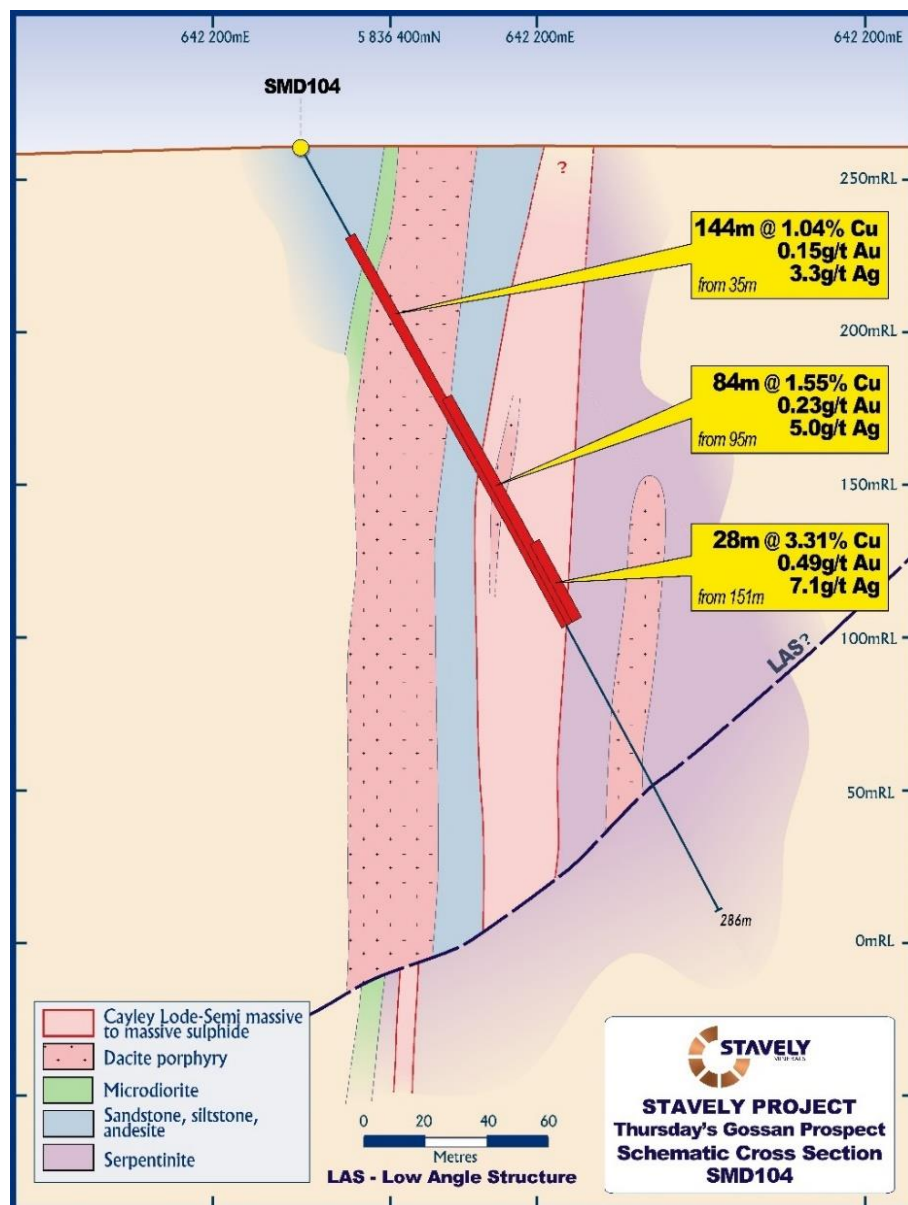 642 200mE
5 836 400mN
642 200mE
642 200mE
SMD104
?
250mRL
144m @ 1.04% Cu
0.15g/t Au
from 35m
3.3g/t Ag
200mRL
84m @ 1.55% Cu
0.23g/t Au
from 95m
5.0g/t Ag
150mRL
28m @ 3.31% Cu
0.49g/t Au
from 151m
7.1g/t Ag
100mRL
LAS?
50mRL
286m
0mRL
Cayley Lode-Semi massive
to massive sulphide
Dacite porphyry
Microdiorite
Sandstone, siltstone,
andesite
Serpentinite
0 20 40 60
Metres
LAS - Low Angle Structure
STAVELY
MINERALS
STAVELY PROJECT
Thursday's Gossan Prospect
Schematic Cross Section
SMD104